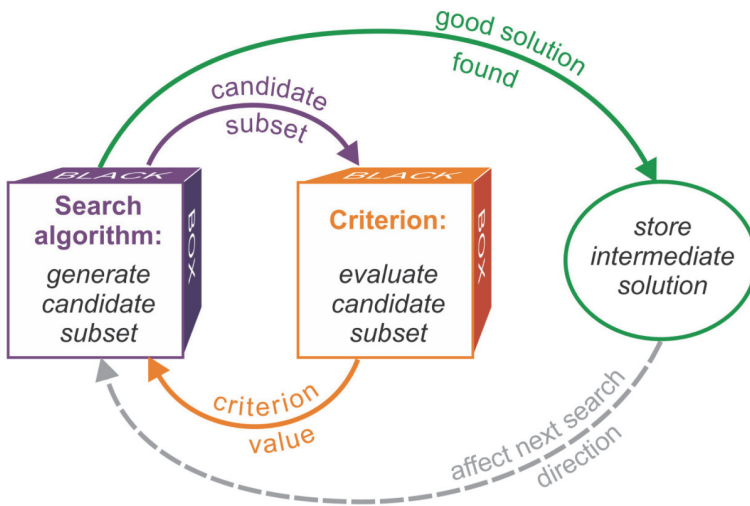 good solution
found
candidate
subset
BLACK
BOX
Search
algorithm:
generate
candidate
subset
BLACK
BOX
Criterion:
evaluate
candidate
subset
store
intermediate
solution
criterion
value
affect next search
direction